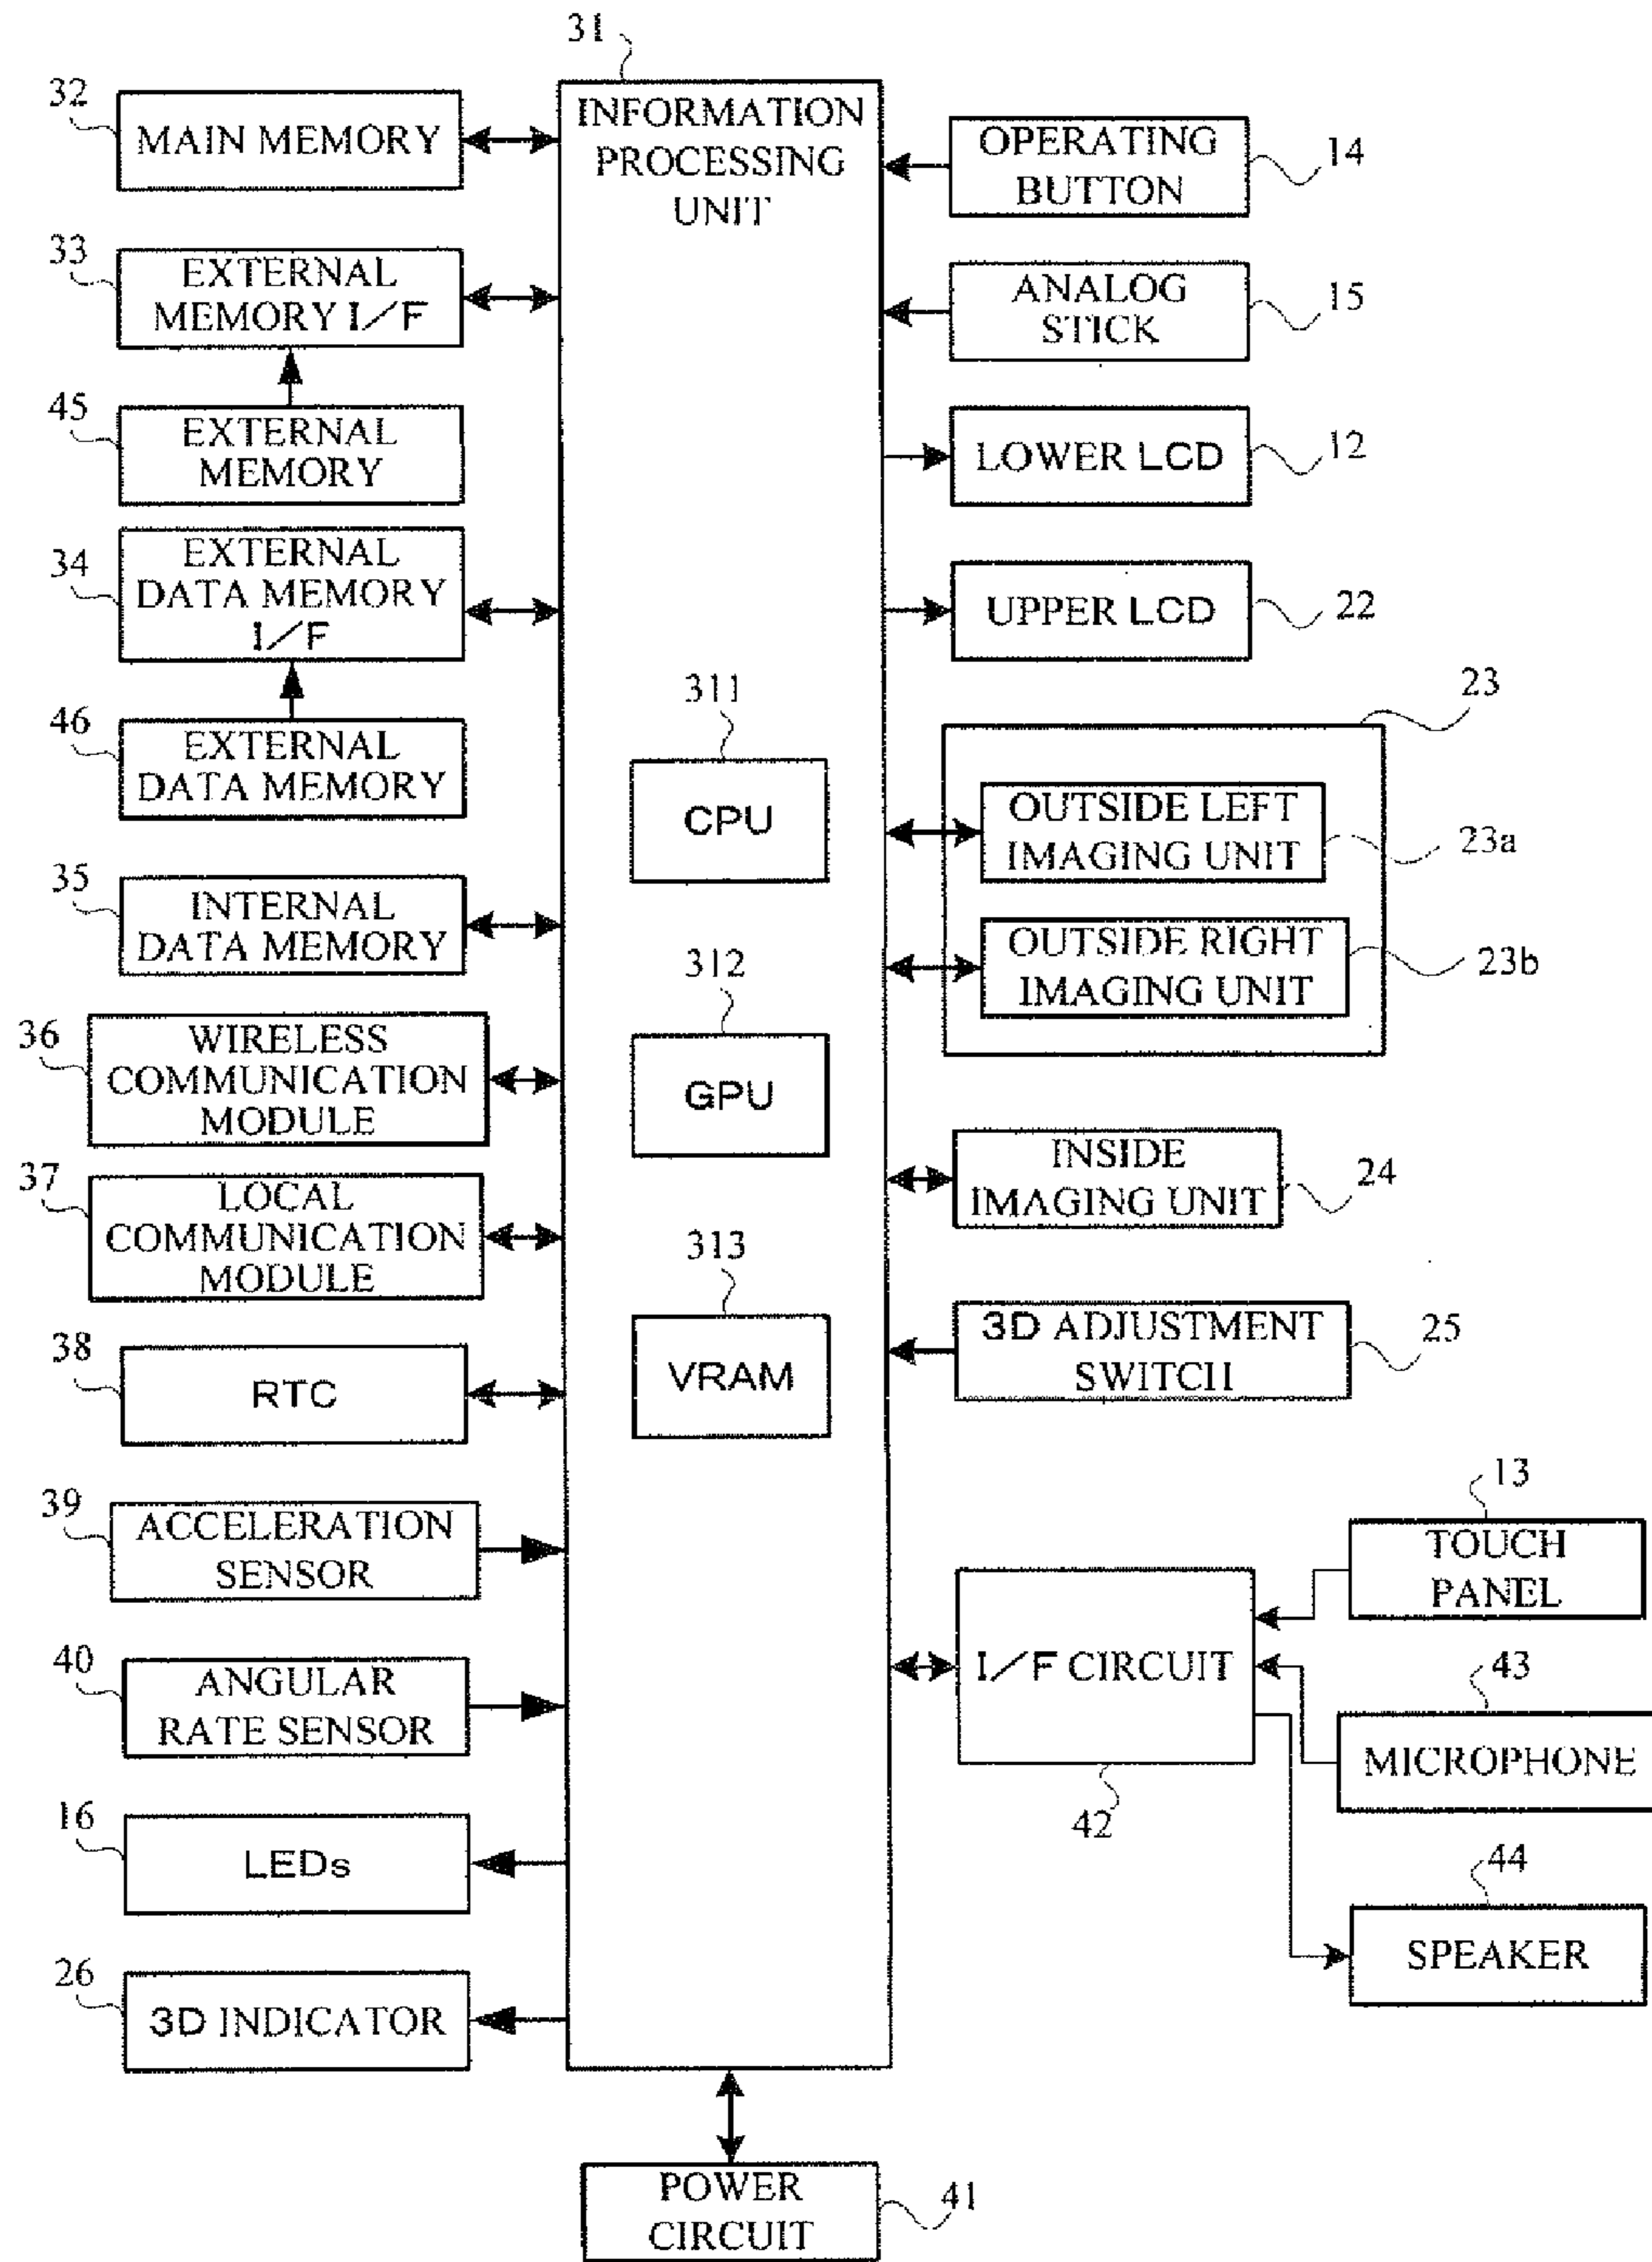 31
INFORMATION
PROCESSING
UNIT
32
MAIN MEMORY
33
EXTERNAL
MEMORY I/F
45
EXTERNAL
MEMORY
34
EXTERNAL
DATA MEMORY
I/F
46
EXTERNAL
DATA MEMORY
35
INTERNAL
DATA MEMORY
36
WIRELESS
COMMUNICATION
MODULE
37
LOCAL
COMMUNICATION
MODULE
38
RTC
39
ACCELERATION
SENSOR
40
ANGULAR
RATE SENSOR
16
LEDs
26
3D INDICATOR
311
CPU
312
GPU
313
VRAM
OPERATING
BUTTON
14
ANALOG
STICK
15
LOWER LCD
12
UPPER LCD
22
23
OUTSIDE LEFT
IMAGING UNIT
23a
OUTSIDE RIGHT
IMAGING UNIT
23b
INSIDE
IMAGING UNIT
24
3D ADJUSTMENT
SWITCH
25
13
TOUCH
PANEL
I/F CIRCUIT
42
43
MICROPHONE
44
SPEAKER
POWER
CIRCUIT
41